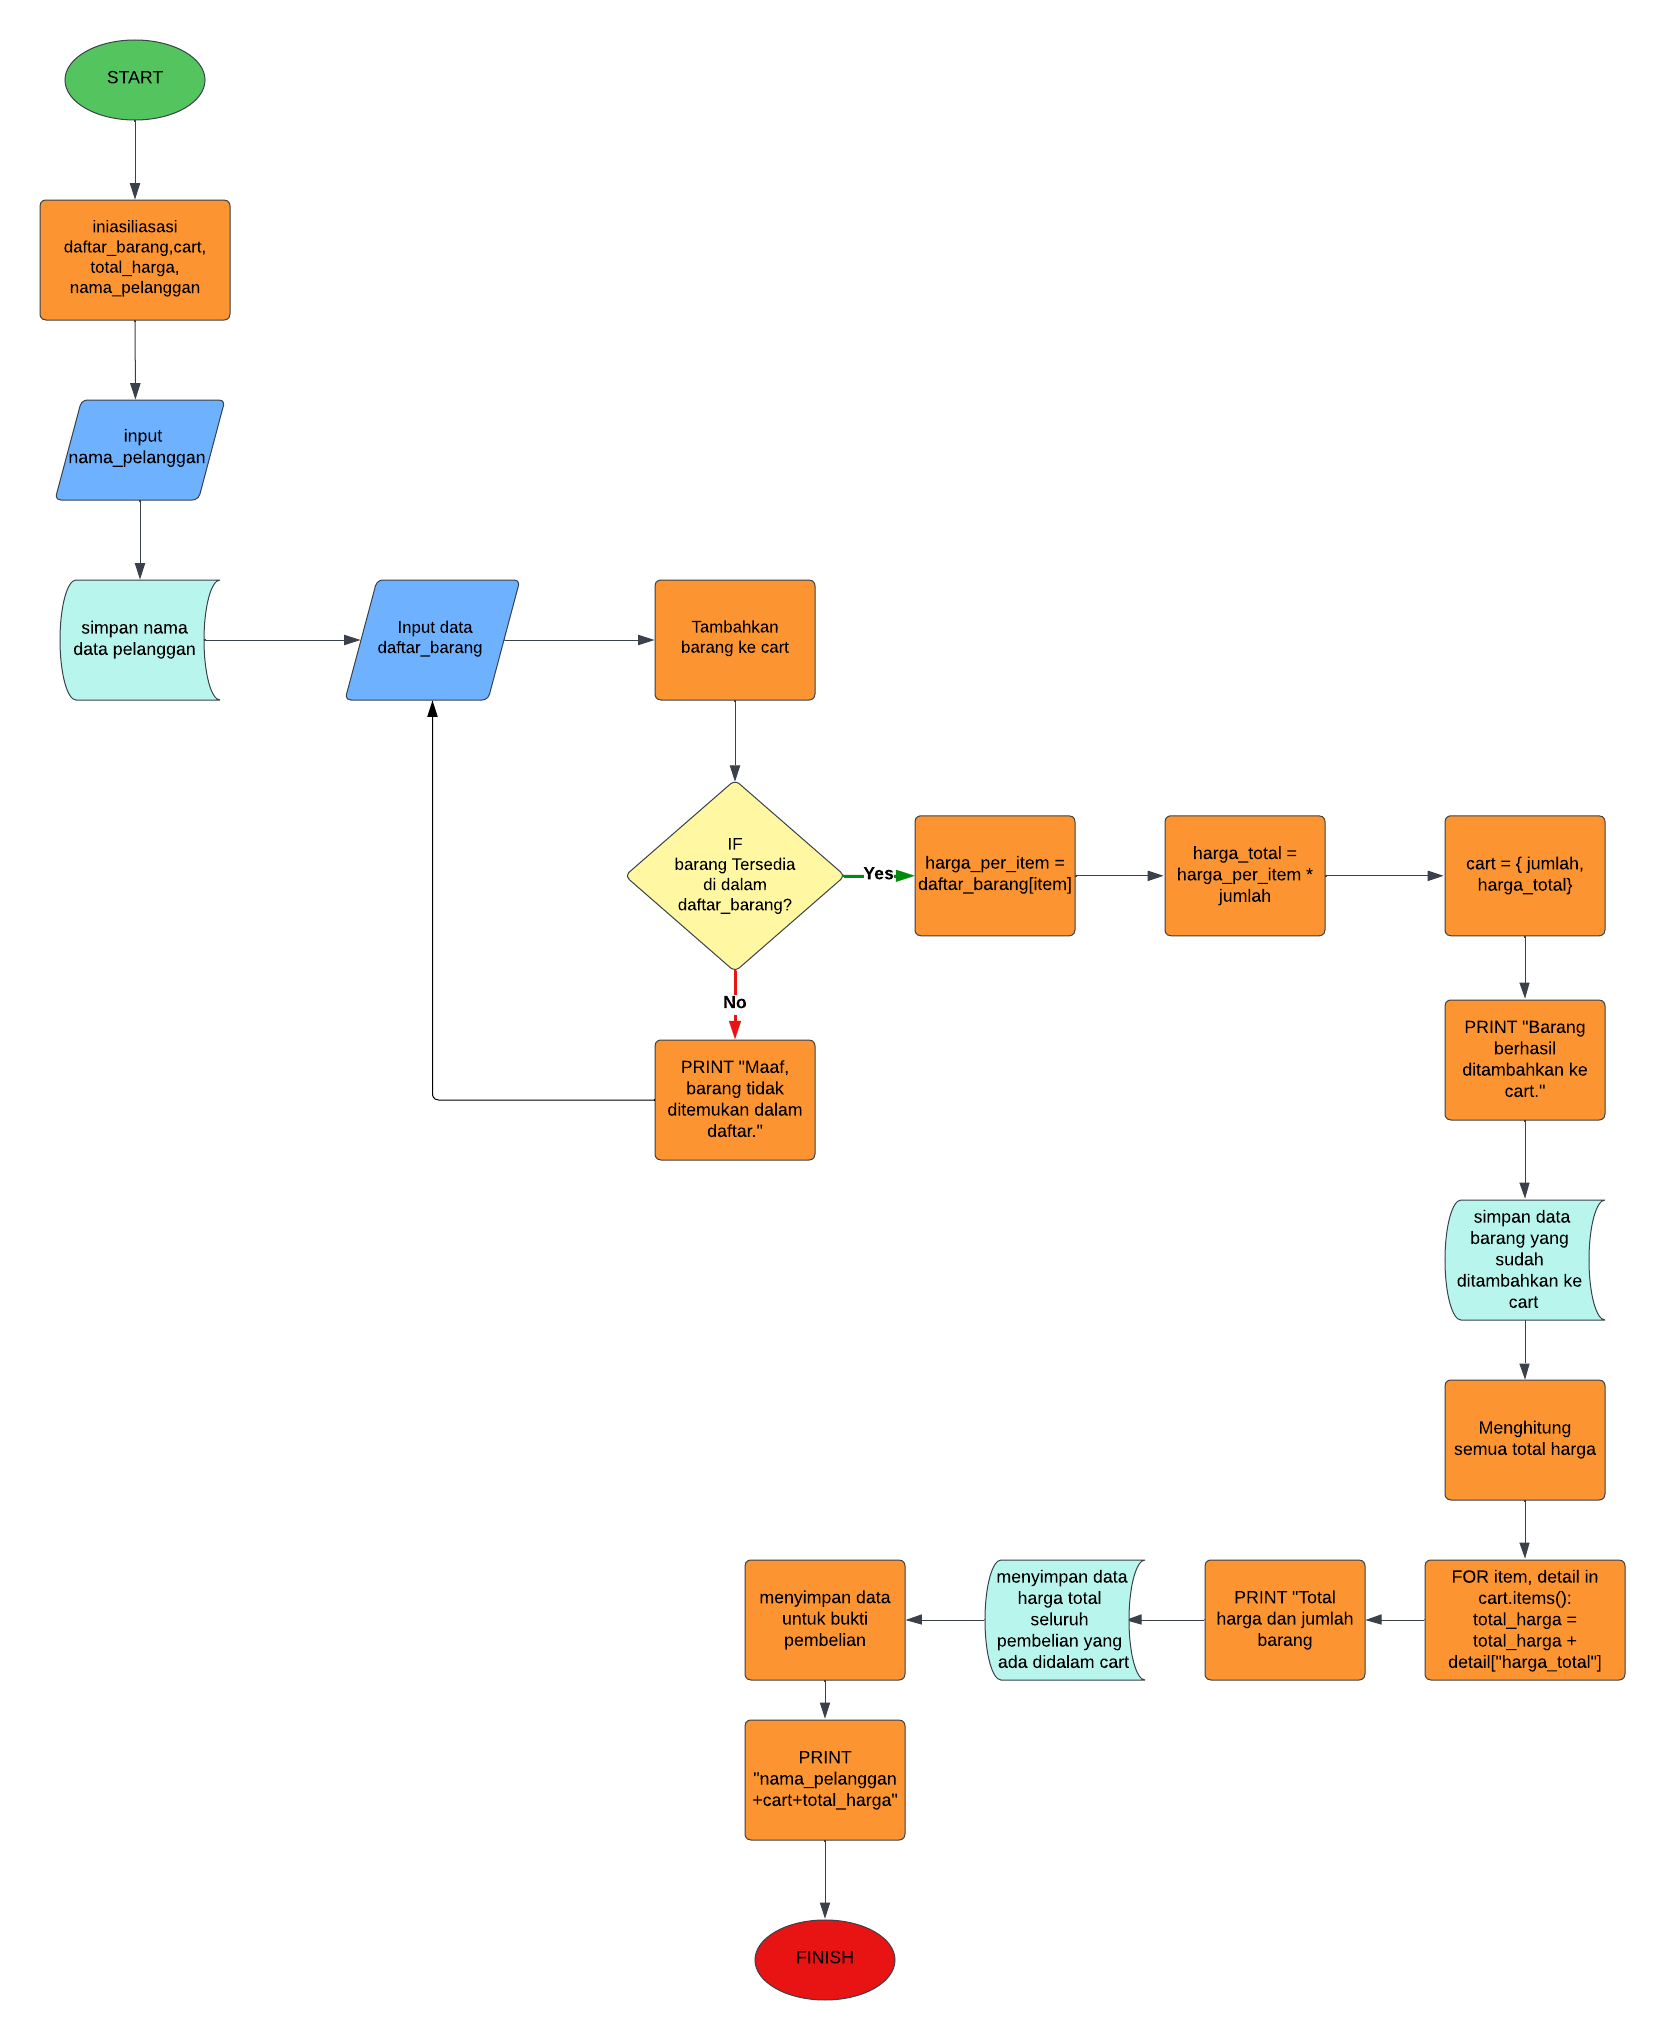 START
iniasiliasasi
daftar_barang,cart,
total_harga,
nama_pelanggan
input
nama_pelanggan
simpan nama
data pelanggan
Input data
daftar_barang
Tambahkan
barang ke cart
IF
barang Tersedia
di dalam
daftar_barang?
Yes
No
PRINT "Maaf,
barang tidak
ditemukan dalam
daftar."
harga_per_item =
daftar_barang[item]
harga_total =
harga_per_item *
jumlah
cart = { jumlah,
harga_total}
PRINT "Barang
berhasil
ditambahkan ke
cart."
simpan data
barang yang
sudah
ditambahkan ke
cart
Menghitung
semua total harga
FOR item, detail in
cart.items():
total_harga =
total_harga +
detail["harga_total"]
PRINT "Total
harga dan jumlah
barang
menyimpan data
harga total
seluruh
pembelian yang
ada didalam cart
menyimpan data
untuk bukti
pembelian
PRINT
"nama_pelanggan
+cart+total_harga"
FINISH